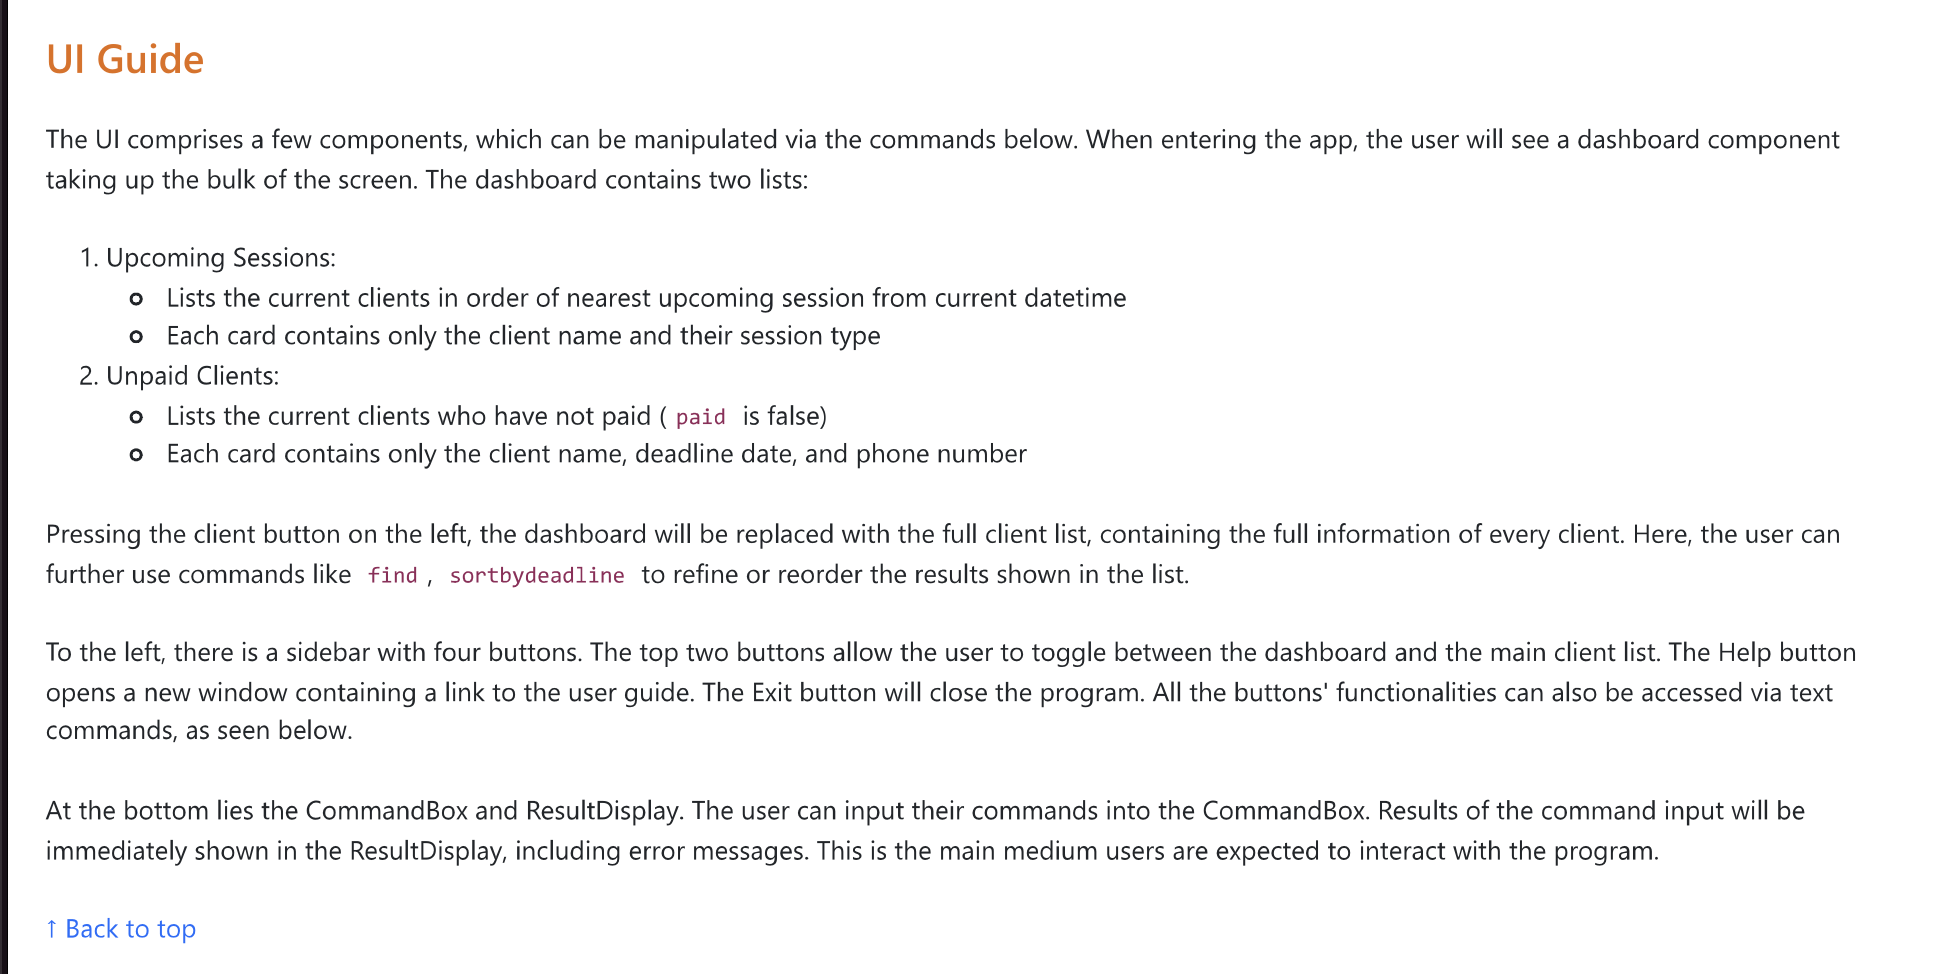 UI Guide
The UI comprises a few components, which can be manipulated via the commands below. When entering the app, the user will see a dashboard component
taking up the bulk of the screen. The dashboard contains two lists:
1. Upcoming Sessions:
Lists the current clients in order of nearest upcoming session from current datetime
Each card contains only the client name and their session type
2. Unpaid Clients:
Lists the current clients who have not paid ( paid is false)
Each card contains only the client name, deadline date, and phone number
Pressing the client button on the left, the dashboard will be replaced with the full client list, containing the full information of every client. Here, the user can
further use commands like find , sortbydeadline to refine or reorder the results shown in the list.
To the left, there is a sidebar with four buttons. The top two buttons allow the user to toggle between the dashboard and the main client list. The Help button
opens a new window containing a link to the user guide. The Exit button will close the program. All the buttons' functionalities can also be accessed via text
commands, as seen below.
At the bottom lies the CommandBox and ResultDisplay. The user can input their commands into the CommandBox. Results of the command input will be
immediately shown in the ResultDisplay, including error messages. This is the main medium users are expected to interact with the program.
↑ Back to top